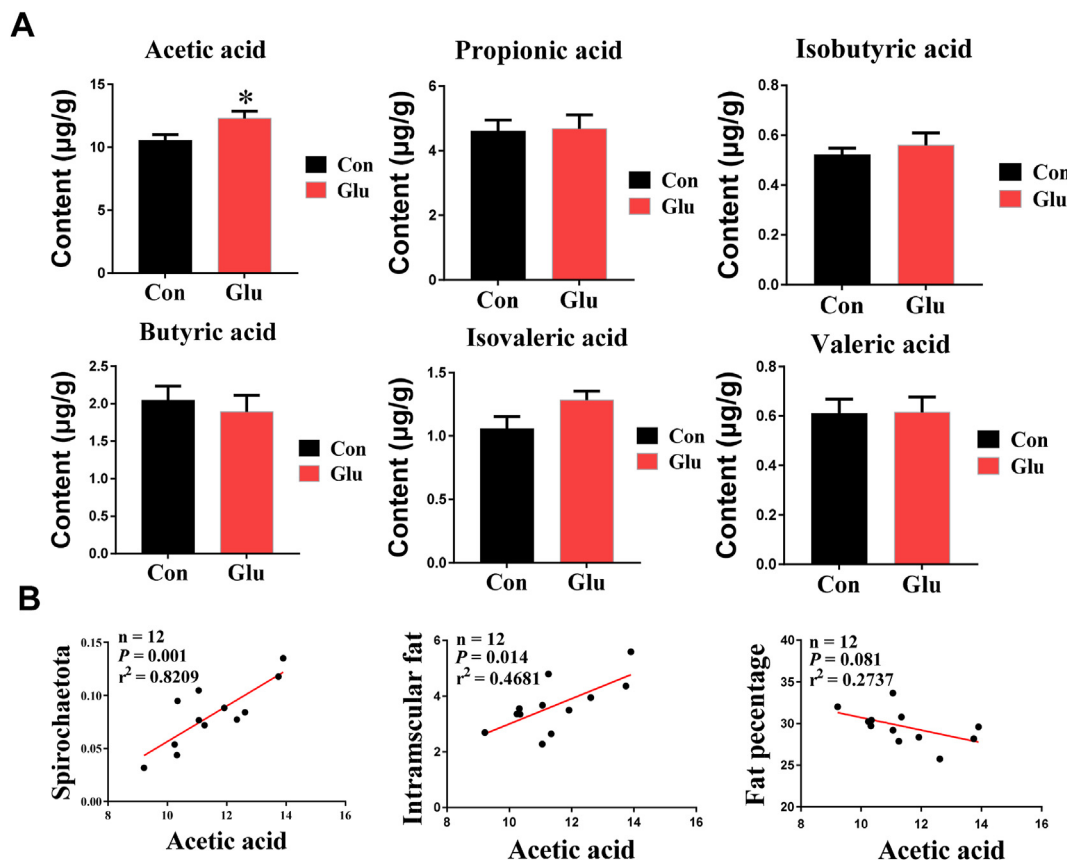 A
Acetic acid
Content (µg/g)
15
10
5
0
*
Con
Glu
Con
Glu
Propionic acid
Content (µg/g)
6
4
2
0
Con
Glu
Con
Glu
Isobutyric acid
Content (µg/g)
0.8
0.6
0.4
0.2
0.0
Con
Glu
Con
Glu
Butyric acid
Content (µg/g)
2.5
2.0
1.5
1.0
0.5
0.0
Con
Glu
Con
Glu
Isovaleric acid
Content (µg/g)
1.5
1.0
0.5
0.0
Con
Glu
Con
Glu
Valeric acid
Content (µg/g)
0.8
0.6
0.4
0.2
0.0
Con
Glu
Con
Glu
B
Spirochaetota
0.15
0.10
0.05
0.00
n = 12
P = 0.001
r² = 0.8209
8 10 12 14 16
Acetic acid
Intramscular fat
6
4
2
0
n = 12
P = 0.014
r² = 0.4681
8 10 12 14 16
Acetic acid
Fat pecentage
40
35
30
25
20
n = 12
P = 0.081
r² = 0.2737
8 10 12 14 16
Acetic acid